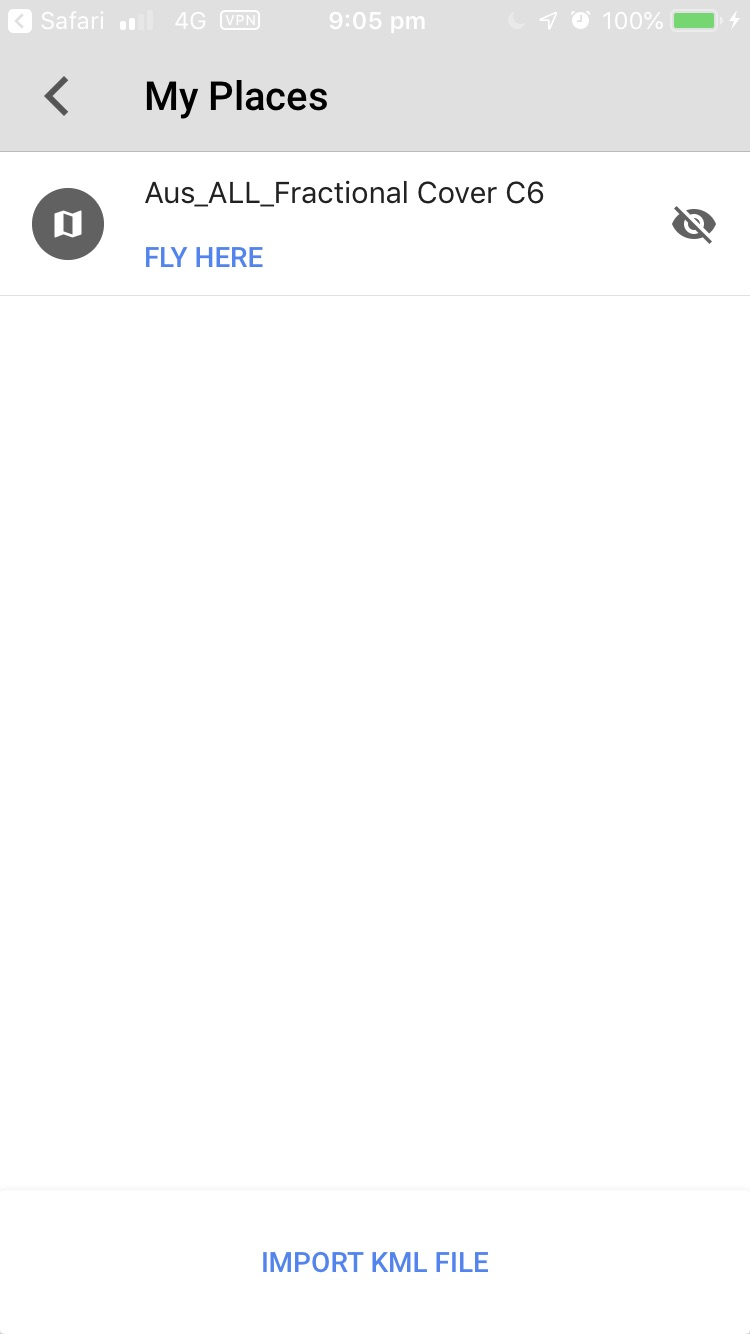 Safari 4G VPN 9:05 pm 100%
My Places
Aus_ALL_Fractional Cover C6
FLY HERE
IMPORT KML FILE